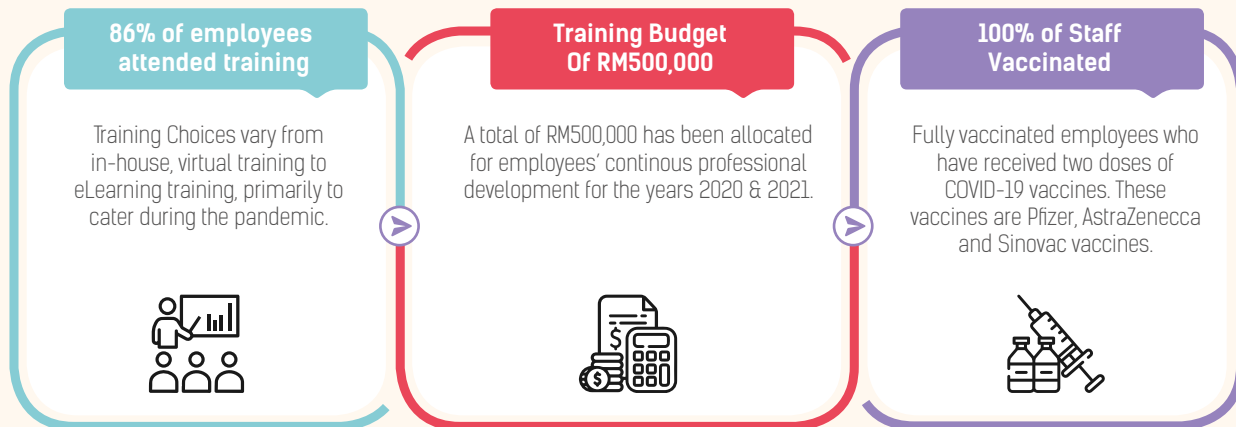 86% of employees
attended training
Training Choices vary from
in-house, virtual training to
eLearning training, primarily to
cater during the pandemic.
Training Budget
Of RM500,000
A total of RM500,000 has been allocated
for employees’ continous professional
development for the years 2020 & 2021.
$
$
100% of Staff
Vaccinated
Fully vaccinated employees who
have received two doses of
COVID-19 vaccines. These
vaccines are Pfizer, AstraZenecca
and Sinovac vaccines.